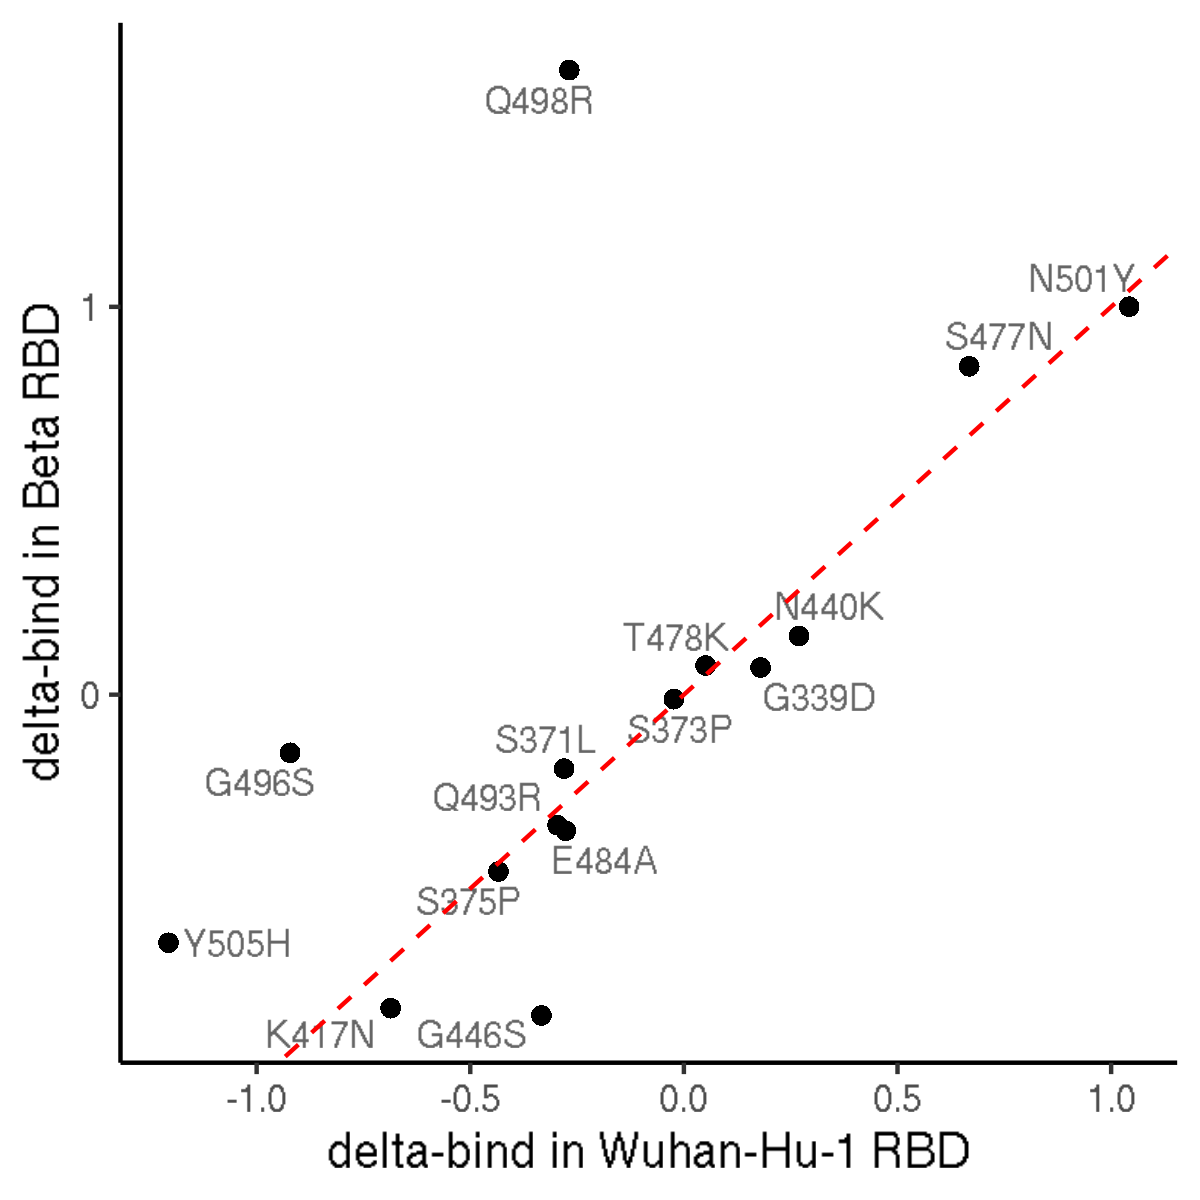 Q498R
N501Y
S477N
N440K
T478K
G339D
S373P
S371L
G496S
Q493R
E484A
S375P
Y505H
K417N
G446S
1
0
-1.0
-0.5
0.0
0.5
1.0
delta-bind in Wuhan-Hu-1 RBD
delta-bind in Beta RBD